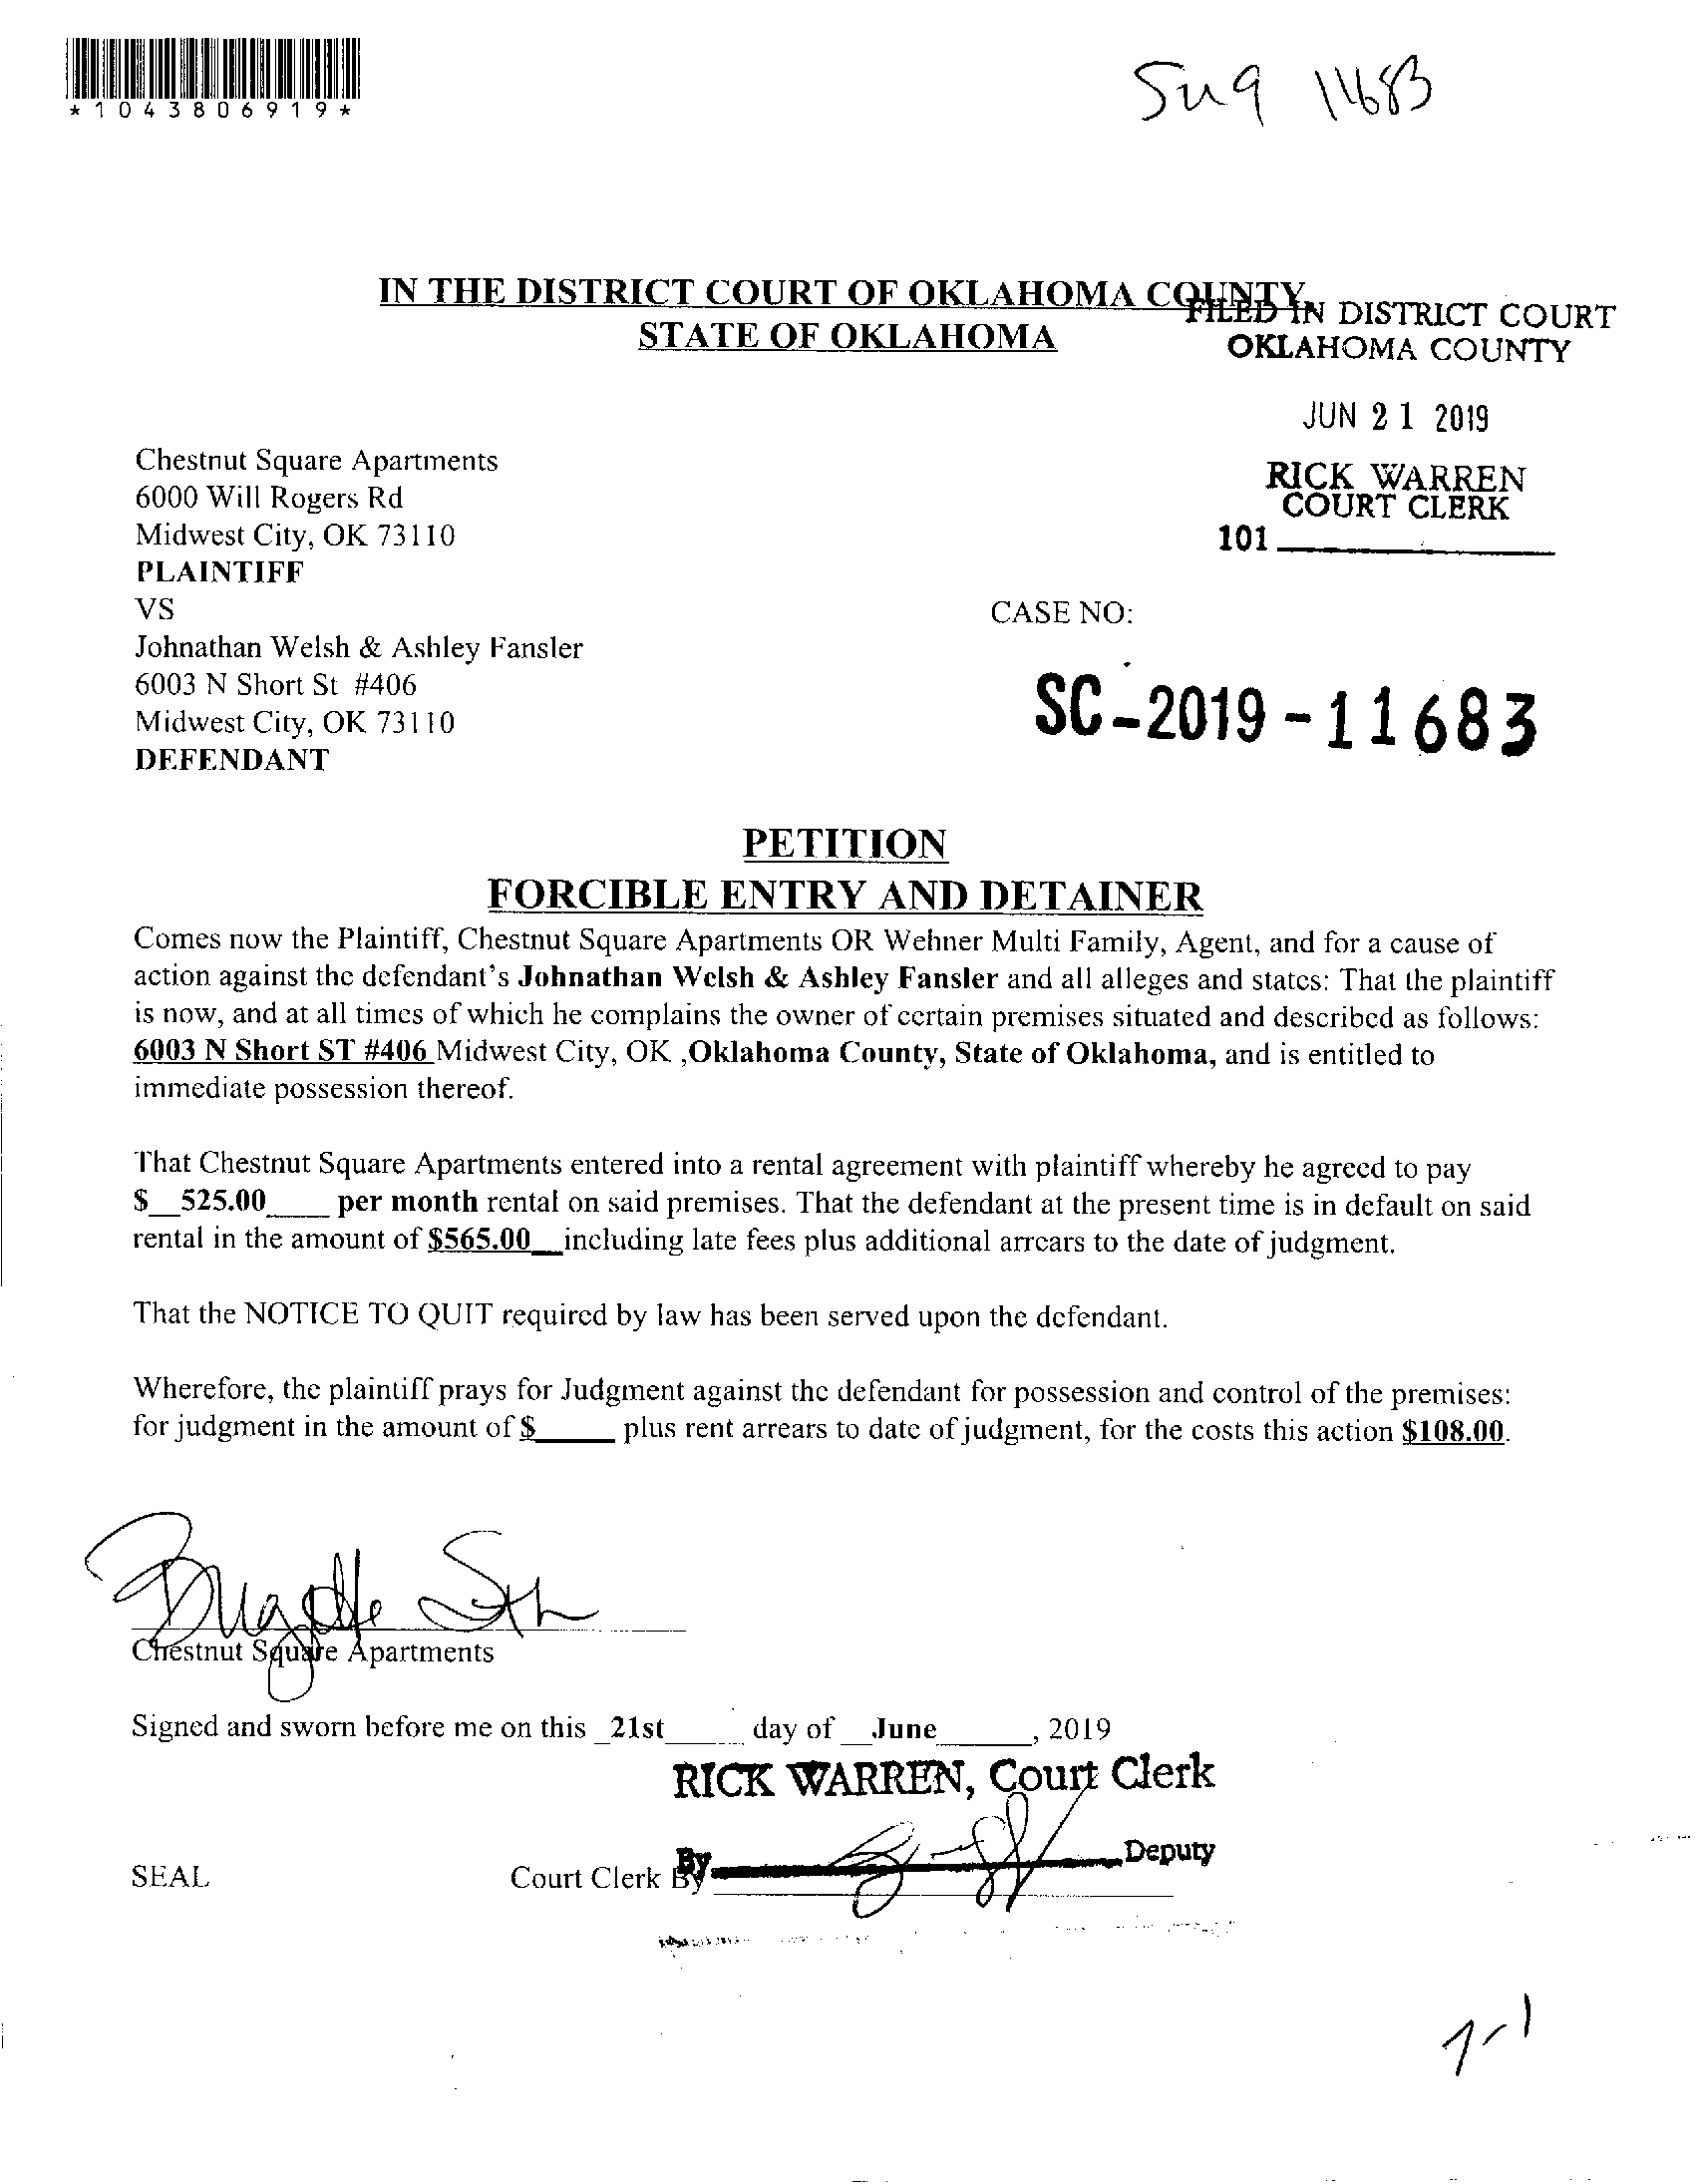 *1043806919*
IN THE DISTRICT COURT OF OKLAHOMA COUNTY,
STATE OF OKLAHOMA
FILED IN DISTRICT COURT
OKLAHOMA COUNTY
JUN 21 2019
RICK WARREN
COURT CLERK
101
Chestnut Square Apartments
6000 Will Rogers Rd
Midwest City, OK 73110
PLAINTIFF
VS
Johnathan Welsh & Ashley Fansler
6003 N Short St #406
Midwest City, OK 73110
DEFENDANT
CASE NO:
SC-2019-11683
PETITION
FORCIBLE ENTRY AND DETAINER
Comes now the Plaintiff, Chestnut Square Apartments OR Wehner Multi Family, Agent, and for a cause of
action against the defendant's Johnathan Welsh & Ashley Fansler and all alleges and states: That the plaintiff
is now, and at all times of which he complains the owner of certain premises situated and described as follows:
6003 N Short ST #406 Midwest City, OK ,Oklahoma County, State of Oklahoma, and is entitled to
immediate possession thereof.
That Chestnut Square Apartments entered into a rental agreement with plaintiff whereby he agreed to pay
$__525.00____ per month rental on said premises. That the defendant at the present time is in default on said
rental in the amount of $565.00__including late fees plus additional arrears to the date of judgment.
That the NOTICE TO QUIT required by law has been served upon the defendant.
Wherefore, the plaintiff prays for Judgment against the defendant for possession and control of the premises:
for judgment in the amount of $_____ plus rent arrears to date of judgment, for the costs this action $108.00.
Chestnut Square Apartments
Signed and sworn before me on this _21st_____ day of __June______, 2019
RICK WARREN, Court Clerk
By Deputy
SEAL
Court Clerk By